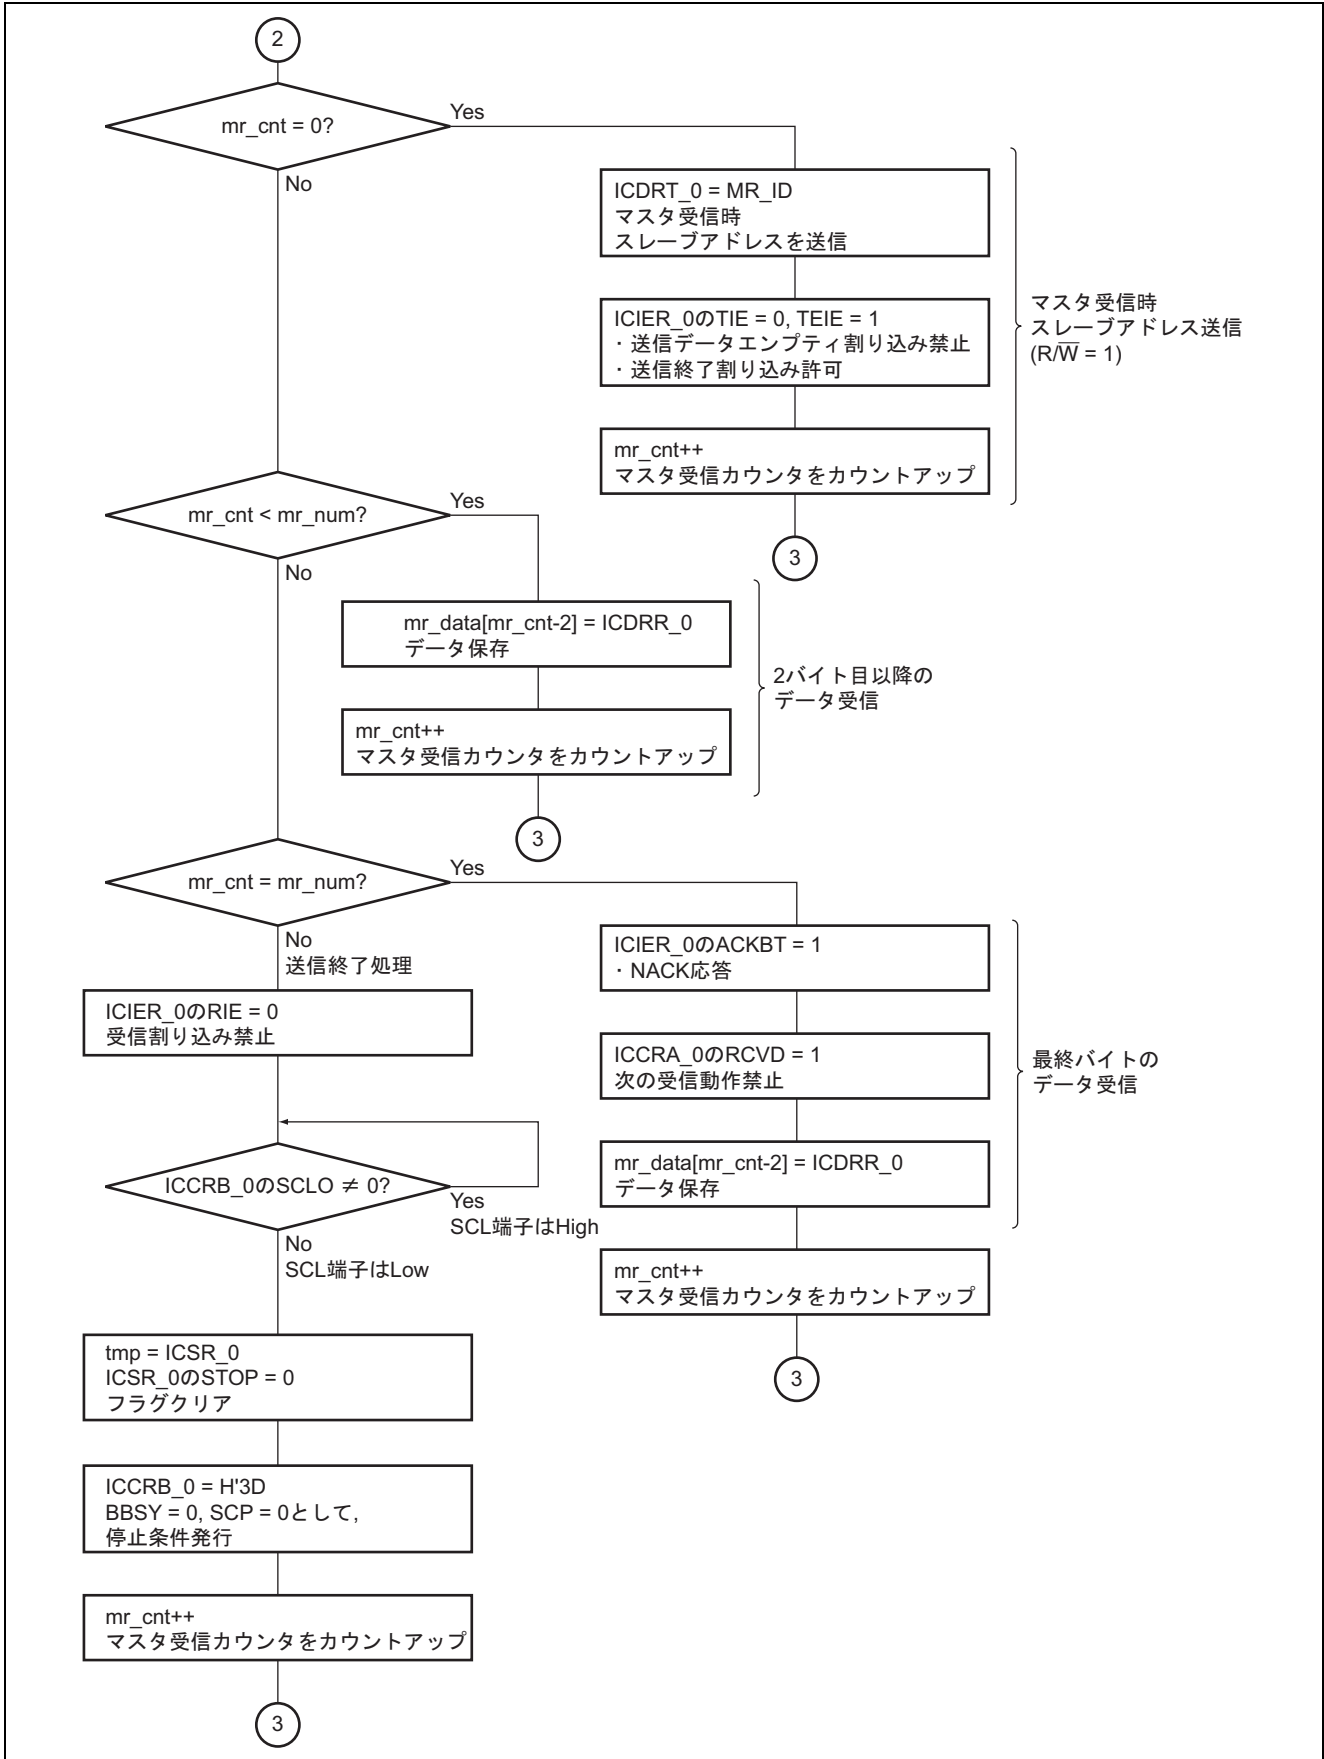 2
mr_cnt = 0?
Yes
No
ICDRT_0 = MR_ID
マスタ受信時
スレーブアドレスを送信
ICIER_0のTIE = 0, TEIE = 1
・送信データエンプティ割り込み禁止
・送信終了割り込み許可
mr_cnt++
マスタ受信カウンタをカウントアップ
マスタ受信時
スレーブアドレス送信
(R/W̅ = 1)
3
mr_cnt < mr_num?
Yes
No
mr_data[mr_cnt-2] = ICDRR_0
データ保存
mr_cnt++
マスタ受信カウンタをカウントアップ
2バイト目以降の
データ受信
3
mr_cnt = mr_num?
Yes
No
送信終了処理
ICIER_0のACKBT = 1
・NACK応答
ICCRA_0のRCVD = 1
次の受信動作禁止
mr_data[mr_cnt-2] = ICDRR_0
データ保存
最終バイトの
データ受信
mr_cnt++
マスタ受信カウンタをカウントアップ
3
ICIER_0のRIE = 0
受信割り込み禁止
ICCRB_0のSCLO ≠ 0?
Yes
SCL端子はHigh
No
SCL端子はLow
tmp = ICSR_0
ICSR_0のSTOP = 0
フラグクリア
ICCRB_0 = H'3D
BBSY = 0, SCP = 0として,
停止条件発行
mr_cnt++
マスタ受信カウンタをカウントアップ
3